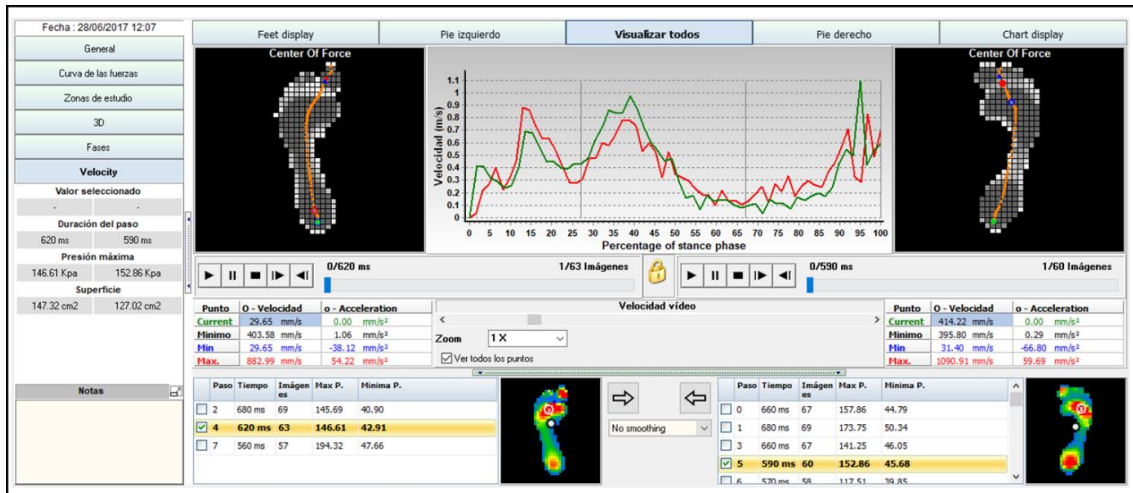 Fecha : 28/06/2017 12:07
General
Curva de las fuerzas
Zonas de estudio
3D
Fases
Velocity
Valor seleccionado
- -
Duración del paso
620 ms 590 ms
Presión máxima
146.61 Kpa 152.86 Kpa
Superficie
147.32 cm2 127.02 cm2
Notas
Feet display Pie izquierdo Visualizar todos Pie derecho Chart display
Center Of Force
Velocidad (m/s)
1.1
1
0.9
0.8
0.7
0.6
0.5
0.4
0.3
0.2
0.1
0
0 5 10 15 20 25 30 35 40 45 50 55 60 65 70 75 80 85 90 95 100
Percentage of stance phase
Center Of Force
0/620 ms 1/63 Imágenes
0/590 ms 1/60 Imágenes
Punto O - Velocidad o - Acceleration
Current 29.65 mm/s 0.00 mm/s²
Minimo 403.58 mm/s 1.06 mm/s²
Min 29.65 mm/s -38.12 mm/s²
Max. 882.99 mm/s 54.22 mm/s²
Velocidad vídeo
Zoom 1 X
Ver todos los puntos
Punto O - Velocidad o - Acceleration
Current 414.22 mm/s 0.00 mm/s²
Minimo 395.80 mm/s 0.29 mm/s²
Min 31.40 mm/s -66.80 mm/s²
Max. 1090.91 mm/s 59.69 mm/s²
Paso Tiempo Imágen es Max P. Minima P.
2 680 ms 69 145.69 40.90
4 620 ms 63 146.61 42.91
7 560 ms 57 194.32 47.66
No smoothing
Paso Tiempo Imágen es Max P. Minima P.
0 660 ms 67 157.86 44.79
1 680 ms 69 173.75 50.34
3 660 ms 67 141.25 46.05
5 590 ms 60 152.86 45.68
6 570 ms 58 117.51 39.85